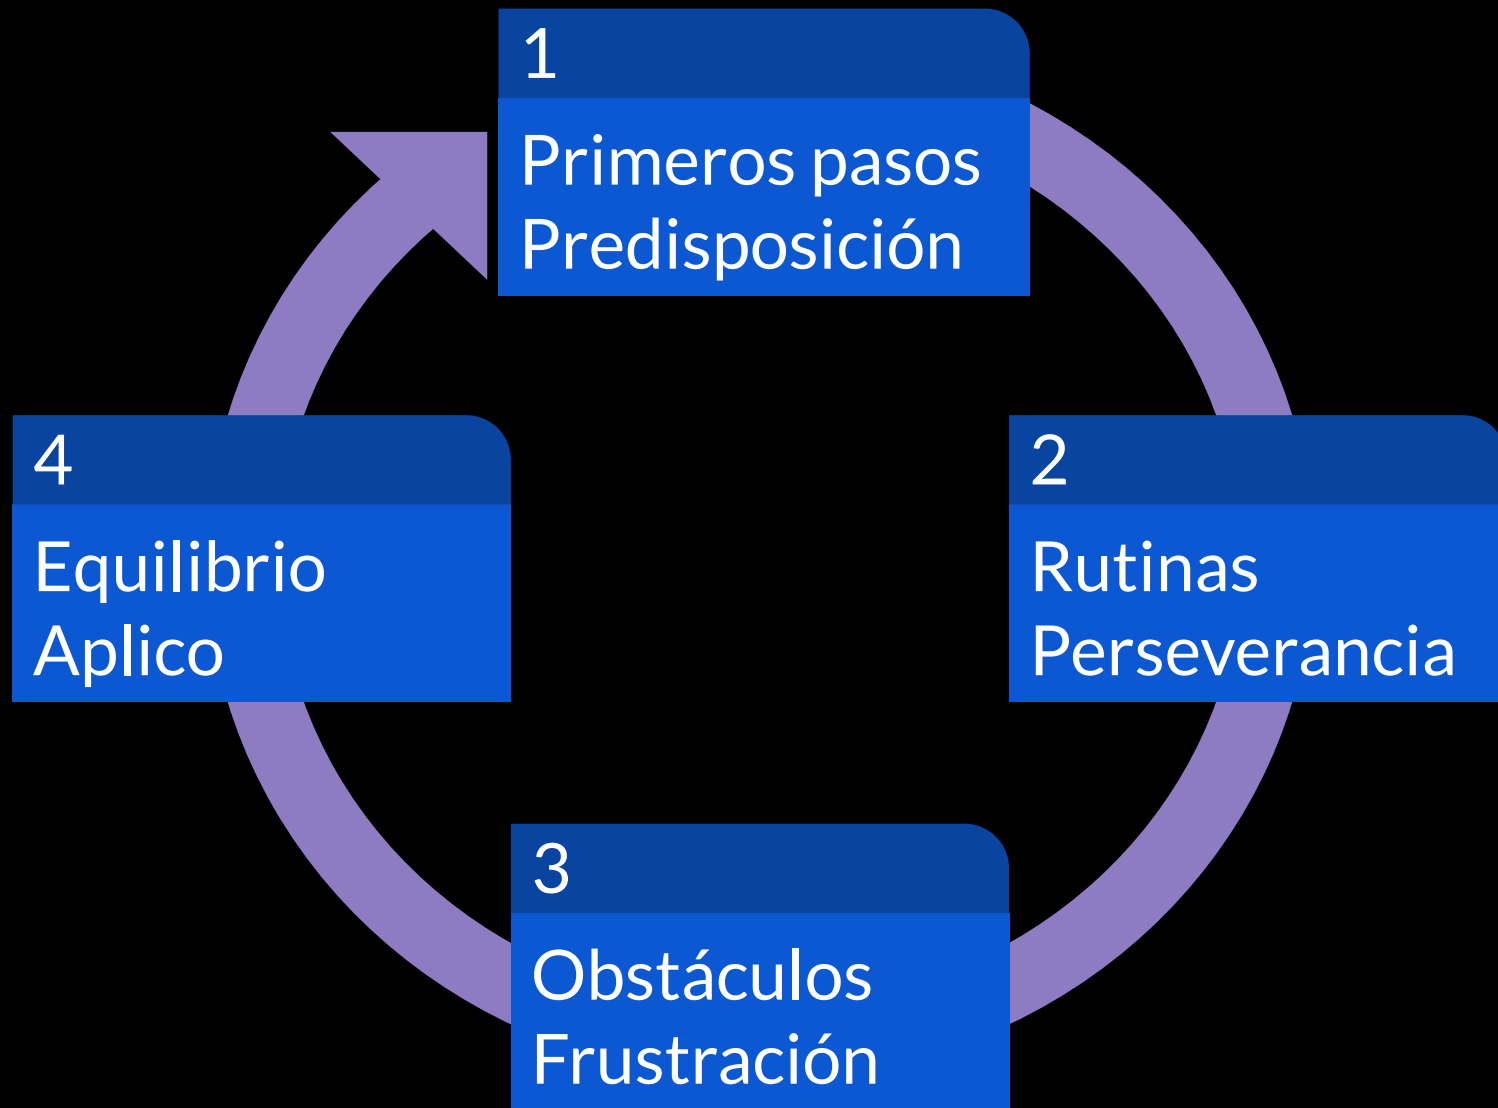 1
Primeros pasos
Predisposición
2
Rutinas
Perseverancia
3
Obstáculos
Frustración
4
Equilibrio
Aplico